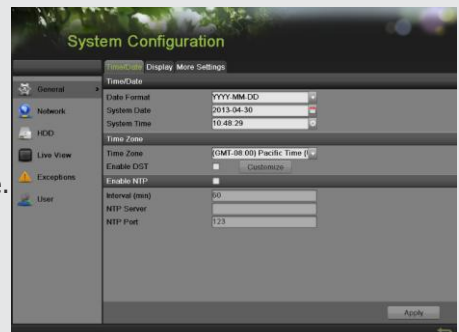 System Configuration
Time/Date Display More Settings
General
Network
HDD
Live View
Exceptions
User
Time/Date
Date Format YYYY-MM-DD
System Date 2013-04-30
System Time 10:48:29
Time Zone
Time Zone (GMT-08:00) Pacific Time (
Enable DST Customize
Enable NTP
Interval (min) 60
NTP Server
NTP Port 123
Apply